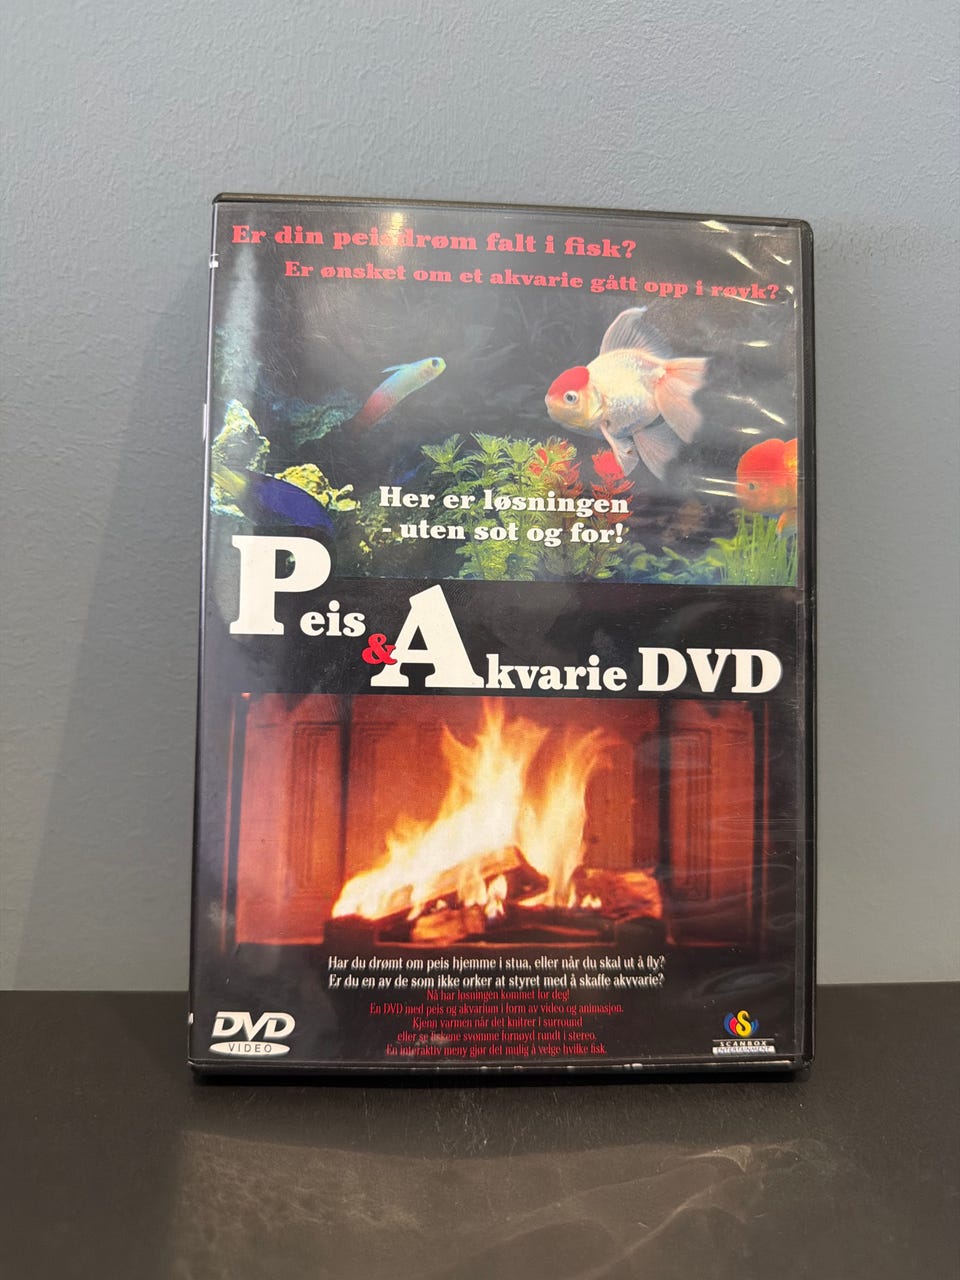 Er din peisdrøm falt i fisk?
Er ønsket om et akvarie gått opp i røyk?
Her er løsningen
- uten sot og for!
Peis
& Akvarie DVD
Har du drømt om peis hjemme i stua, eller når du skal ut å fly?
Er du en av de som ikke orker at styret med å skaffe akyvarie?
Nå har løsningen kommet for deg!
En DVD med peis og akvarium i form av video og animasjon.
Kjenn varmen når det knitrer i surround
eller se fiskene svømme fornøyd rundt i stereo.
En interaktiv meny gjør det mulig å velge hvilke fisk.
DVD
VIDEO
S
SCANBOX
ENTERTAINMENT